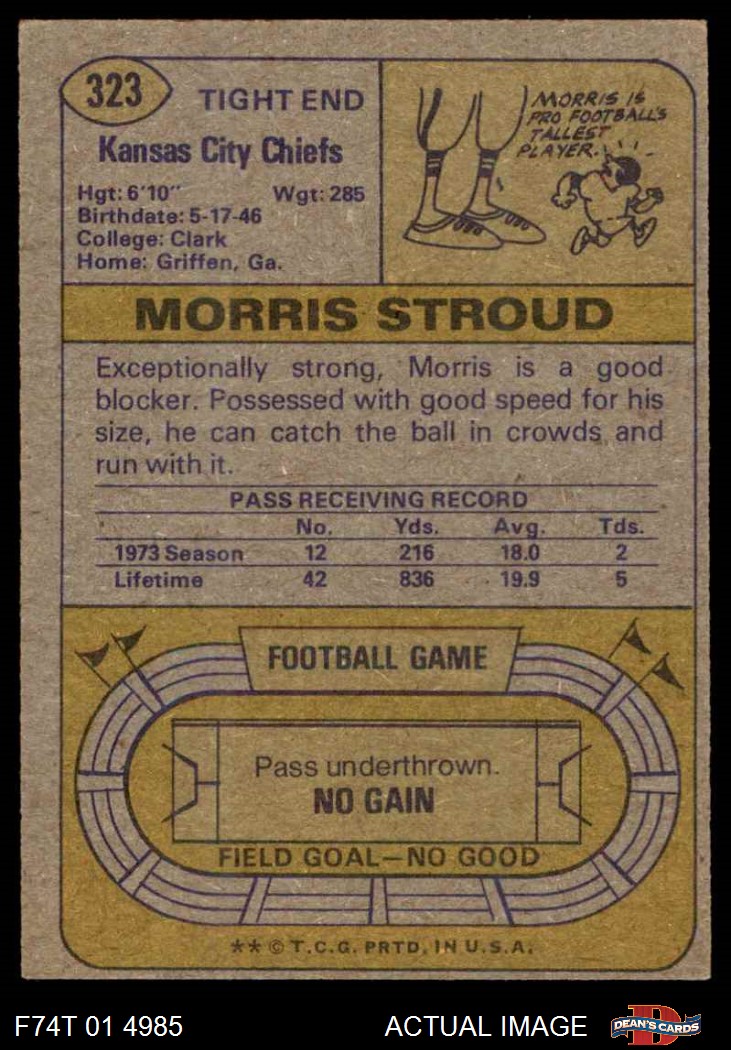 323
TIGHT END
Kansas City Chiefs
Hgt: 6'10" Wgt: 285
Birthdate: 5-17-46
College: Clark
Home: Griffen, Ga.
MORRIS IS
PRO FOOTBALL'S
TALLEST
PLAYER.
MORRIS STROUD
Exceptionally strong, Morris is a good
blocker. Possessed with good speed for his
size, he can catch the ball in crowds and
run with it.
PASS RECEIVING RECORD
No. Yds. Avg. Tds.
1973 Season 12 216 18.0 2
Lifetime 42 836 19.9 5
FOOTBALL GAME
Pass underthrown.
NO GAIN
FIELD GOAL—NO GOOD
** © T.C.G. PRTD. IN U.S.A.
F74T 01 4985 ACTUAL IMAGE
D
DEAN'S CARDS